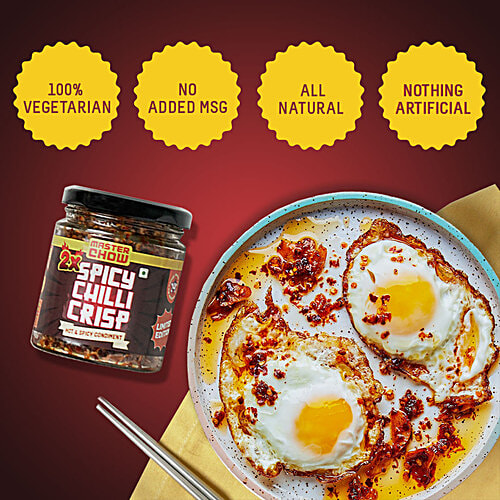 100%
VEGETARIAN
NO
ADDED MSG
ALL
NATURAL
NOTHING
ARTIFICIAL
MASTER
CHOW
2X
SPICY
CHILLI
CRISP
HOT & SPICY CONDIMENT
LIMITED
EDITION